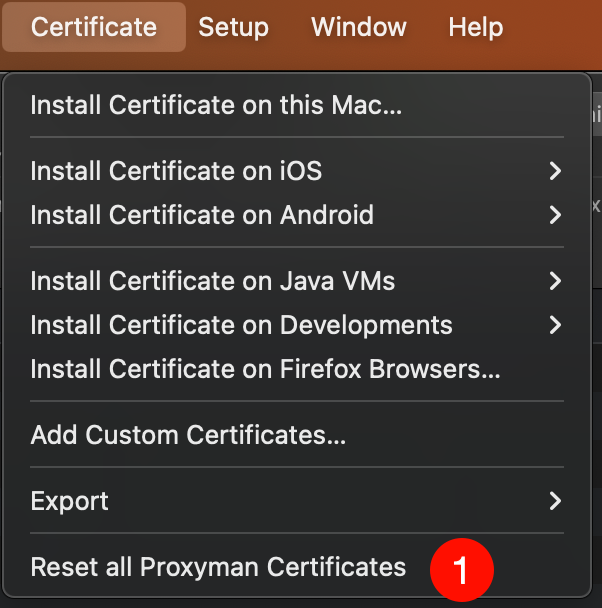 Certificate Setup Window Help
Install Certificate on this Mac...
Install Certificate on iOS
Install Certificate on Android
Install Certificate on Java VMs
Install Certificate on Developments
Install Certificate on Firefox Browsers...
Add Custom Certificates...
Export
Reset all Proxyman Certificates 1